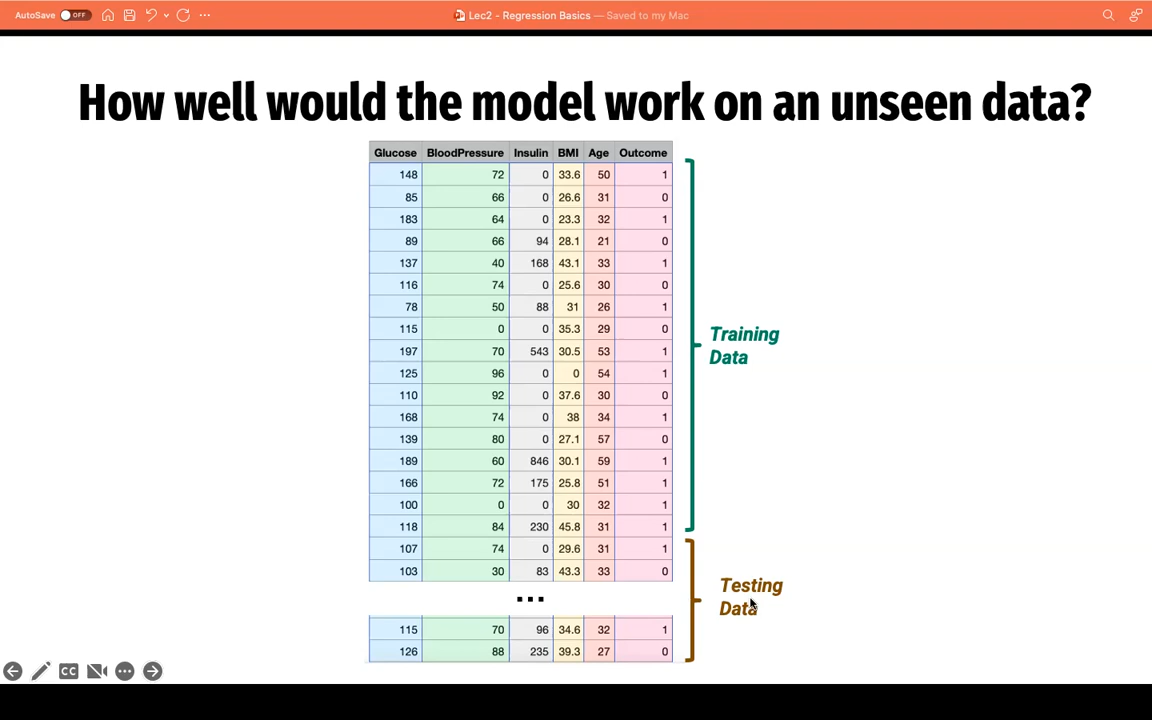 AutoSave OFF
Lec2 - Regression Basics — Saved to my Mac
How well would the model work on an unseen data?
Glucose BloodPressure Insulin BMI Age Outcome
148 72 0 33.6 50 1
85 66 0 26.6 31 0
183 64 0 23.3 32 1
89 66 94 28.1 21 0
137 40 168 43.1 33 1
116 74 0 25.6 30 0
78 50 88 31 26 1
115 0 0 35.3 29 0
197 70 543 30.5 53 1
125 96 0 0 54 1
110 92 0 37.6 30 0
168 74 0 38 34 1
139 80 0 27.1 57 0
189 60 846 30.1 59 1
166 72 175 25.8 51 1
100 0 0 30 32 1
118 84 230 45.8 31 1
107 74 0 29.6 31 1
103 30 83 43.3 33 0
...
115 70 96 34.6 32 1
126 88 235 39.3 27 0
Training
Data
Testing
Data
CC